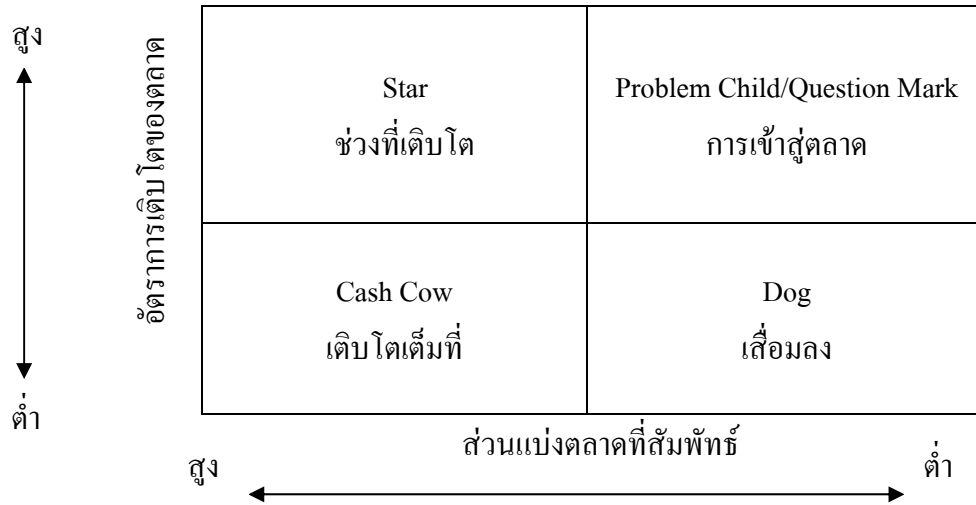 สูง
อัตราการเติบโตของตลาด
Star
ช่วงที่เติบโต
Problem Child/Question Mark
การเข้าสู่ตลาด
Cash Cow
เติบโตเต็มที่
Dog
เสื่อมลง
ต่ำ
ส่วนแบ่งตลาดที่สัมพัทธ์
สูง
ต่ำ